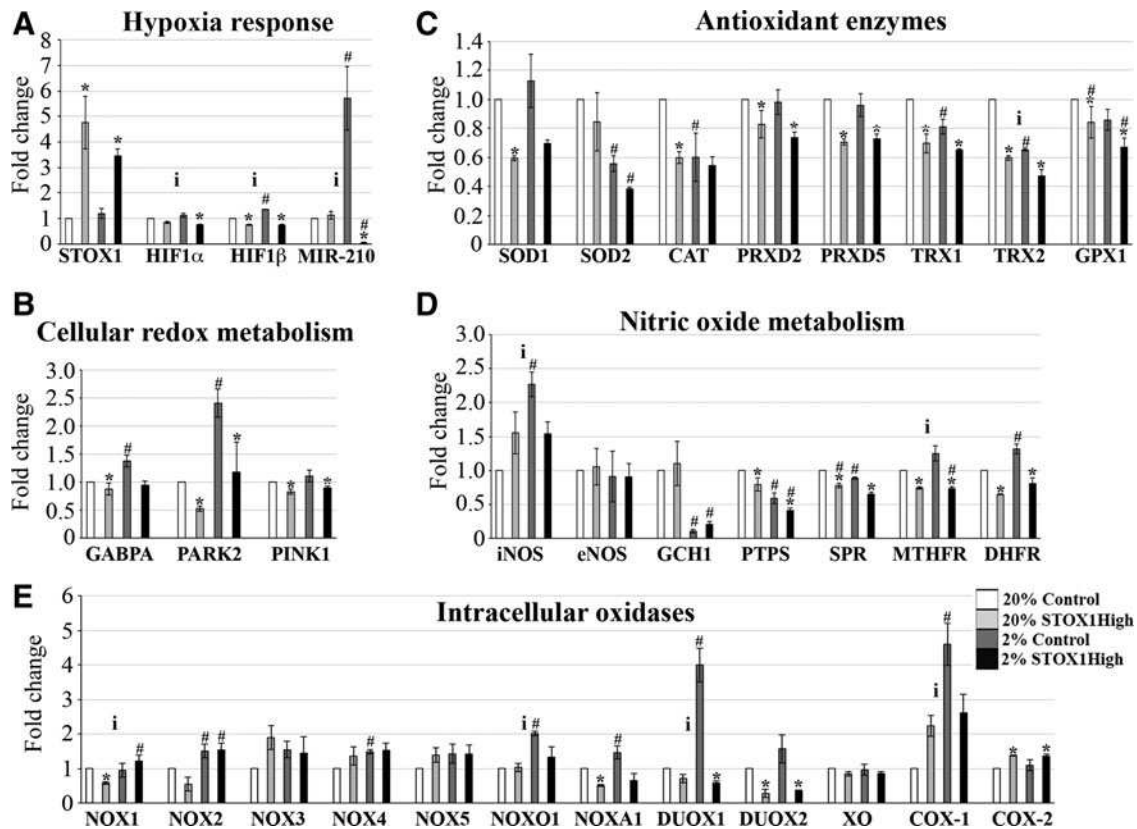 A Hypoxia response
Fold change
8
7
6
5
4
3
2
1
0
* * i * i * # * i # # *
STOX1 HIF1α HIF1β MIR-210
B Cellular redox metabolism
Fold change
3.0
2.5
2.0
1.5
1.0
0.5
0
* # * # * * *
GABPA PARK2 PINK1
C Antioxidant enzymes
Fold change
1.4
1.2
1.0
0.8
0.6
0.4
0.2
0
* # # * # * * * * * # * i * # * # * # *
SOD1 SOD2 CAT PRXD2 PRXD5 TRX1 TRX2 GPX1
D Nitric oxide metabolism
Fold change
3.0
2.5
2.0
1.5
1.0
0.5
0
i # # # * # # * # * # * i * # * * # *
iNOS eNOS GCH1 PTPS SPR MTHFR DHFR
E Intracellular oxidases
Fold change
6
5
4
3
2
1
0
i * # # # # i # * # i # * * * i # * *
NOX1 NOX2 NOX3 NOX4 NOX5 NOXO1 NOXA1 DUOX1 DUOX2 XO COX-1 COX-2
20% Control
20% STOX1High
2% Control
2% STOX1High